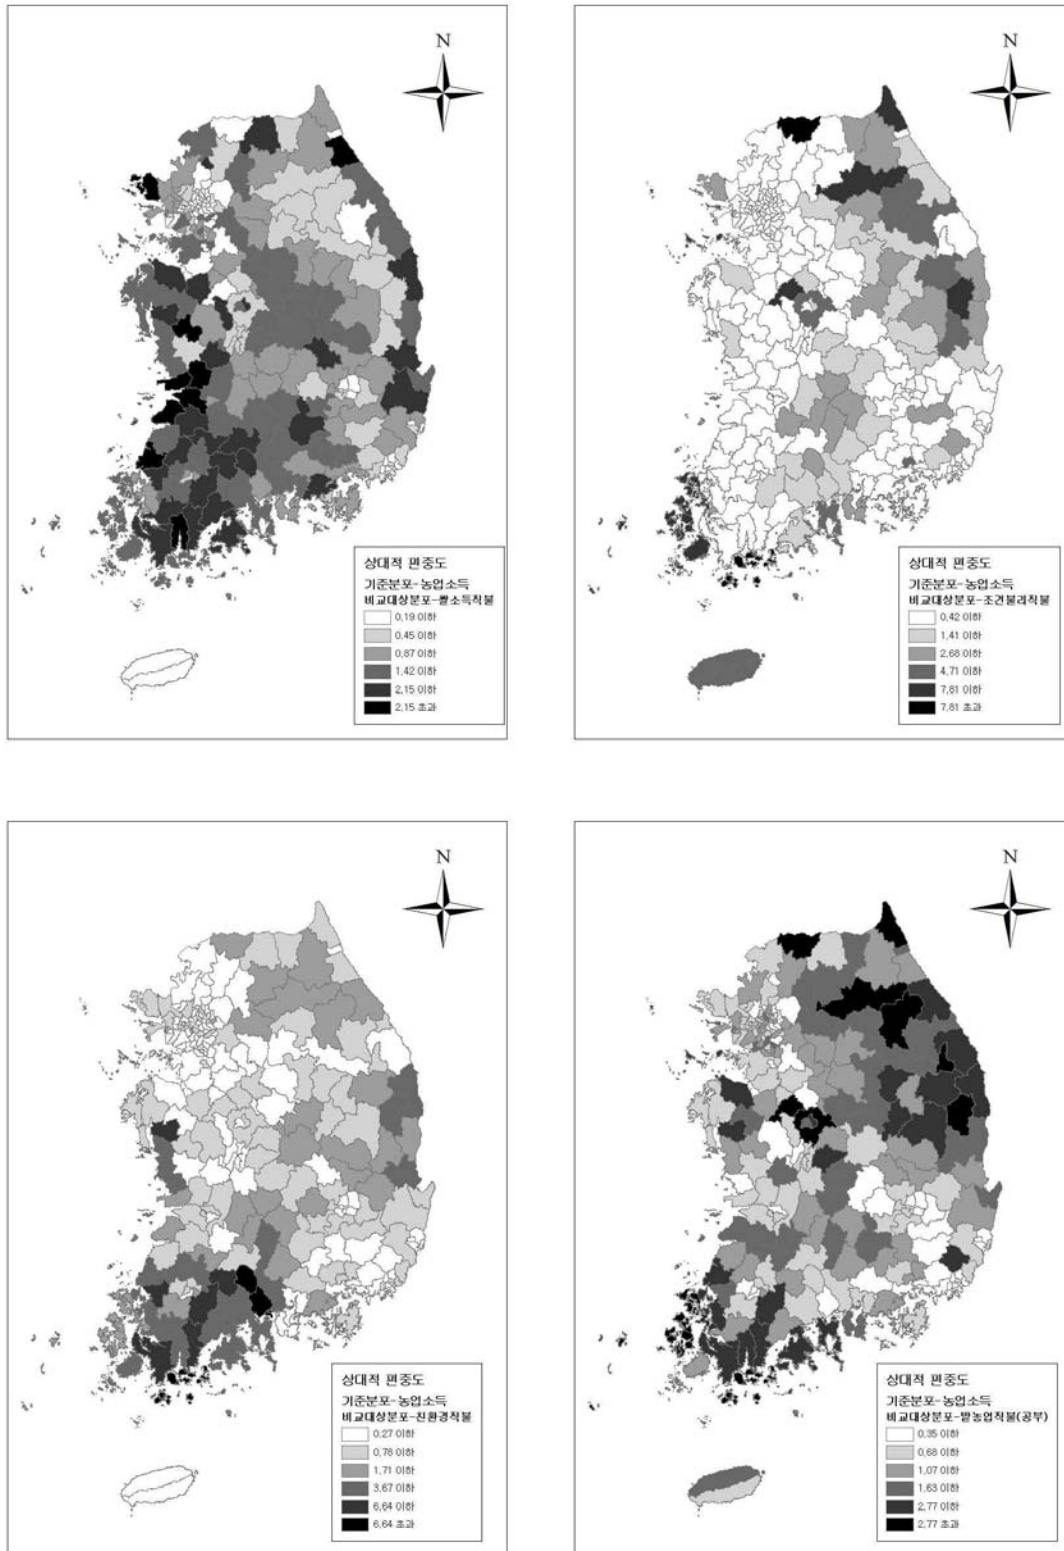 N
상대적 편중도
기준분포-농업소득
비교대상분포-쌀소득직불
0.19 이하
0.45 이하
0.87 이하
1.42 이하
2.15 이하
2.15 초과
N
상대적 편중도
기준분포-농업소득
비교대상분포-조건불리직불
0.42 이하
1.41 이하
2.68 이하
4.71 이하
7.81 이하
7.81 초과
N
상대적 편중도
기준분포-농업소득
비교대상분포-친환경직불
0.27 이하
0.78 이하
1.71 이하
3.67 이하
6.64 이하
6.64 초과
N
상대적 편중도
기준분포-농업소득
비교대상분포-밭농업직불(공부)
0.35 이하
0.68 이하
1.07 이하
1.63 이하
2.77 이하
2.77 초과